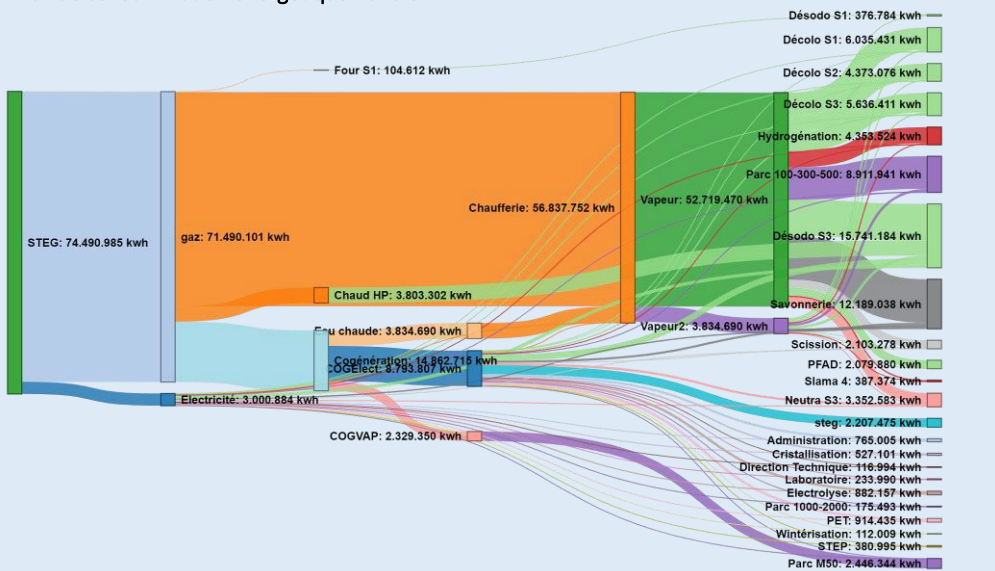 Désodo S1: 376.784 kwh
Décolo S1: 6.035.431 kwh
Four S1: 104.612 kwh
Décolo S2: 4.373.076 kwh
Décolo S3: 5.636.411 kwh
Hydrogénation: 4.353.524 kwh
Parc 100-300-500: 8.911.941 kwh
Vapeur: 52.719.470 kwh
Chaufferie: 56.837.752 kwh
STEG: 74.490.985 kwh
gaz: 71.490.101 kwh
Désodo S3: 15.741.184 kwh
Chaud HP: 3.803.302 kwh
Savonnerie: 12.189.038 kwh
Eau chaude: 3.834.690 kwh
Vapeur2: 3.834.690 kwh
Scission: 2.103.278 kwh
Cogénération: 14.862.715 kwh
COGElect: 8.793.807 kwh
PFAD: 2.079.880 kwh
Slama 4: 387.374 kwh
Electricité: 3.000.884 kwh
Neutra S3: 3.352.583 kwh
steg: 2.207.475 kwh
COGVAP: 2.329.350 kwh
Administration: 765.005 kwh
Cristallisation: 527.101 kwh
Direction Technique: 116.994 kwh
Laboratoire: 233.990 kwh
Electrolyse: 882.157 kwh
Parc 1000-2000: 175.493 kwh
PET: 914.435 kwh
Wintérisation: 112.009 kwh
STEP: 380.995 kwh
Parc M50: 2.446.344 kwh